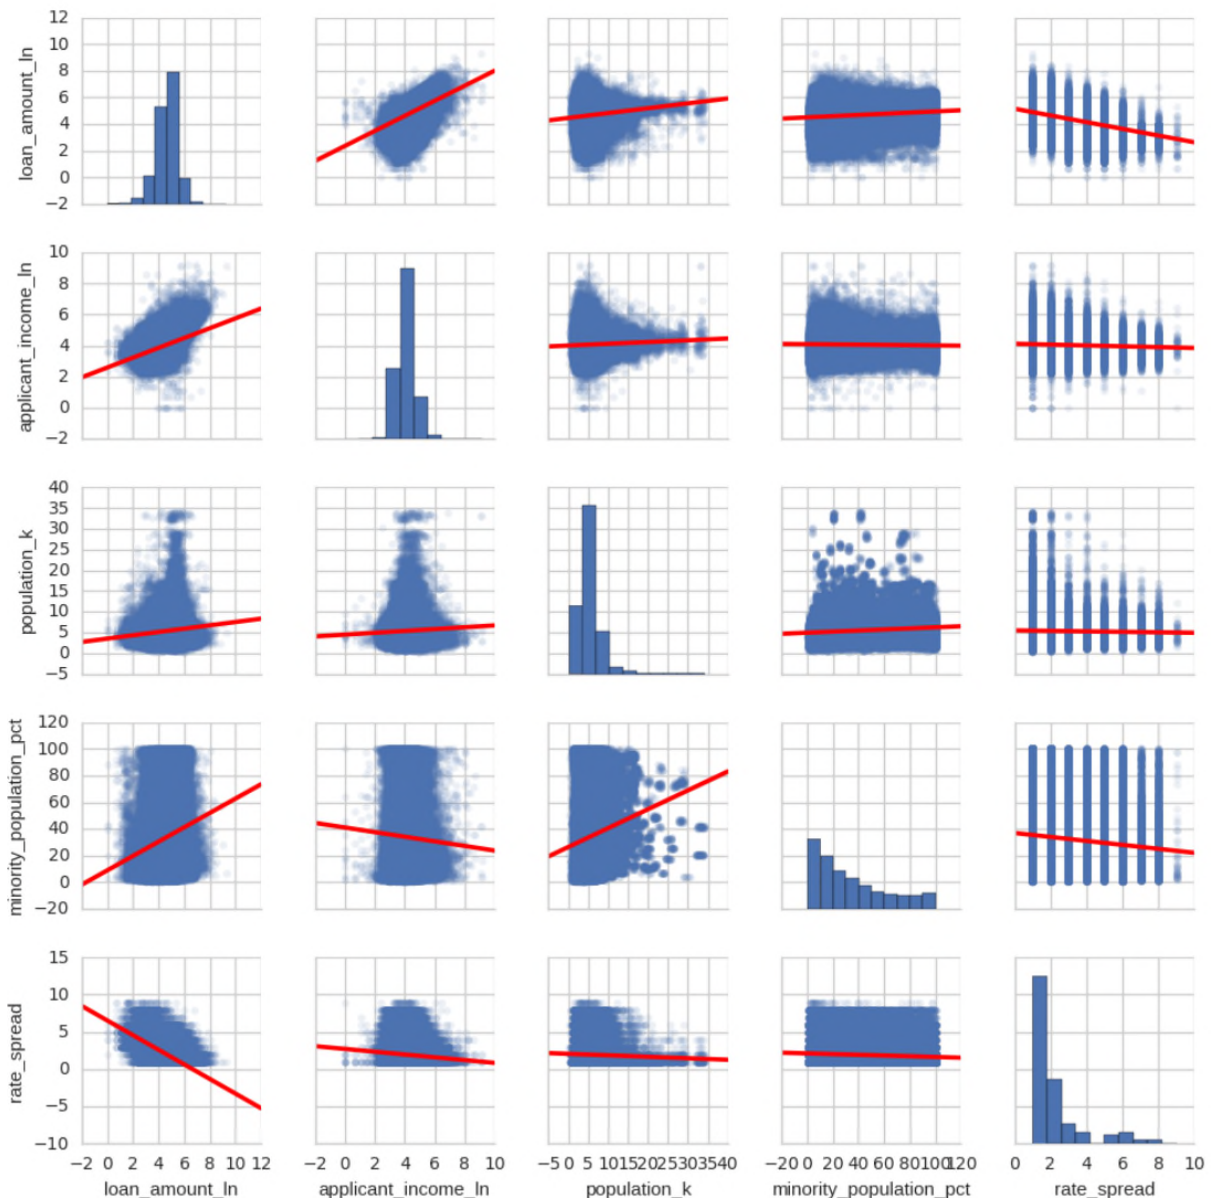 12
10
8
6
4
2
0
−2
loan_amount_ln
10
8
6
4
2
0
−2
applicant_income_ln
40
35
30
25
20
15
10
5
0
−5
population_k
120
100
80
60
40
20
0
−20
minority_population_pct
15
10
5
0
−5
−10
rate_spread
−2 0 2 4 6 8 10 12
−2 0 2 4 6 8 10
−5 0 5 10 15 20 25 30 35 40
−20 0 20 40 60 80 100 120
0 2 4 6 8 10
loan_amount_ln
applicant_income_ln
population_k
minority_population_pct
rate_spread